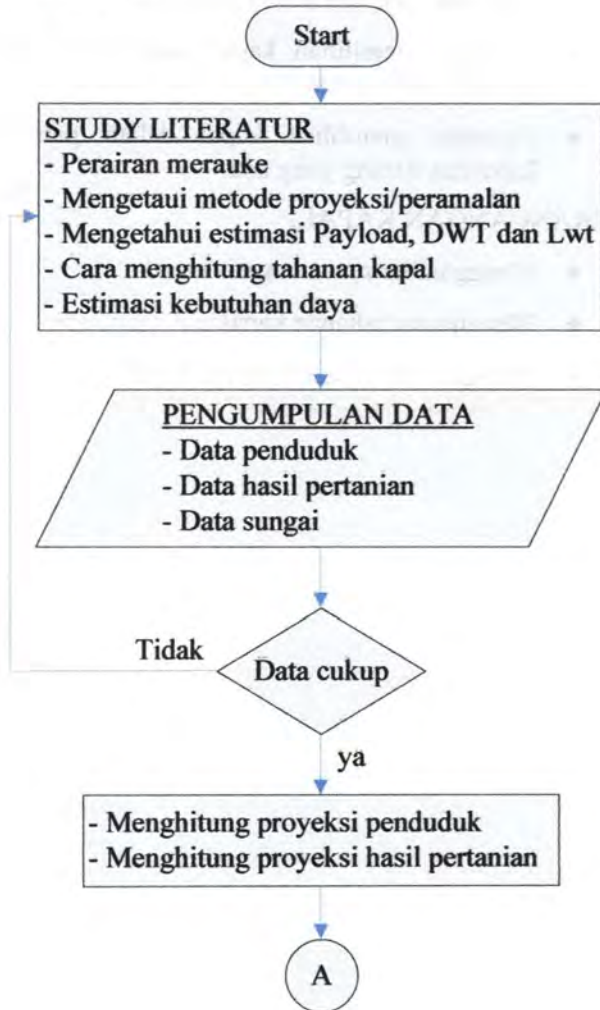 Start
STUDY LITERATUR
- Perairan merauke
- Mengetaui metode proyeksi/peramalan
- Mengetahui estimasi Payload, DWT dan Lwt
- Cara menghitung tahanan kapal
- Estimasi kebutuhan daya
PENGUMPULAN DATA
- Data penduduk
- Data hasil pertanian
- Data sungai
Tidak
Data cukup
ya
- Menghitung proyeksi penduduk
- Menghitung proyeksi hasil pertanian
A